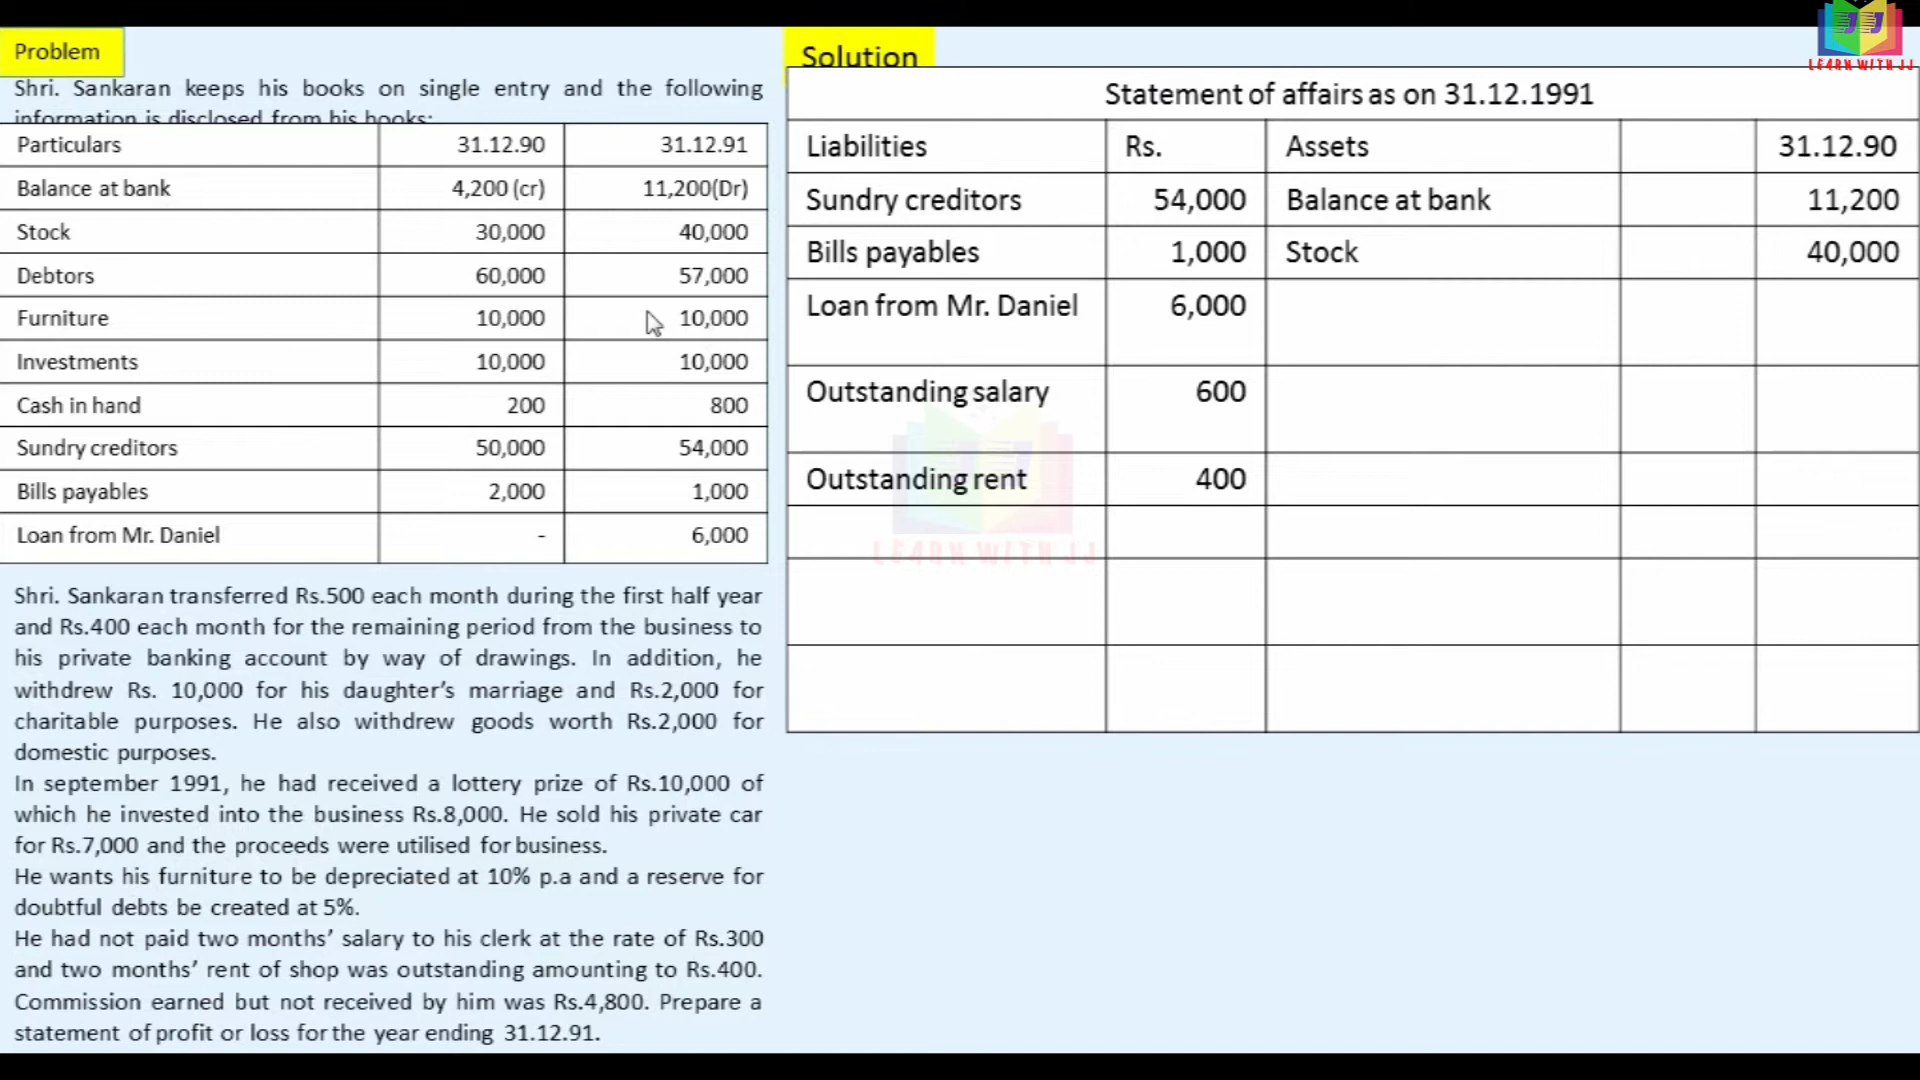 Problem
Shri. Sankaran keeps his books on single entry and the following
information is disclosed from his books:
Particulars 31.12.90 31.12.91
Balance at bank 4,200 (cr) 11,200(Dr)
Stock 30,000 40,000
Debtors 60,000 57,000
Furniture 10,000 10,000
Investments 10,000 10,000
Cash in hand 200 800
Sundry creditors 50,000 54,000
Bills payables 2,000 1,000
Loan from Mr. Daniel - 6,000
Shri. Sankaran transferred Rs.500 each month during the first half year
and Rs.400 each month for the remaining period from the business to
his private banking account by way of drawings. In addition, he
withdrew Rs. 10,000 for his daughter's marriage and Rs.2,000 for
charitable purposes. He also withdrew goods worth Rs.2,000 for
domestic purposes.
In september 1991, he had received a lottery prize of Rs.10,000 of
which he invested into the business Rs.8,000. He sold his private car
for Rs.7,000 and the proceeds were utilised for business.
He wants his furniture to be depreciated at 10% p.a and a reserve for
doubtful debts be created at 5%.
He had not paid two months' salary to his clerk at the rate of Rs.300
and two months' rent of shop was outstanding amounting to Rs.400.
Commission earned but not received by him was Rs.4,800. Prepare a
statement of profit or loss for the year ending 31.12.91.
Solution
Statement of affairs as on 31.12.1991
Liabilities Rs. Assets 31.12.90
Sundry creditors 54,000 Balance at bank 11,200
Bills payables 1,000 Stock 40,000
Loan from Mr. Daniel 6,000
Outstanding salary 600
Outstanding rent 400
LEARN WITH JJ
JJ
LEARN WITH JJ